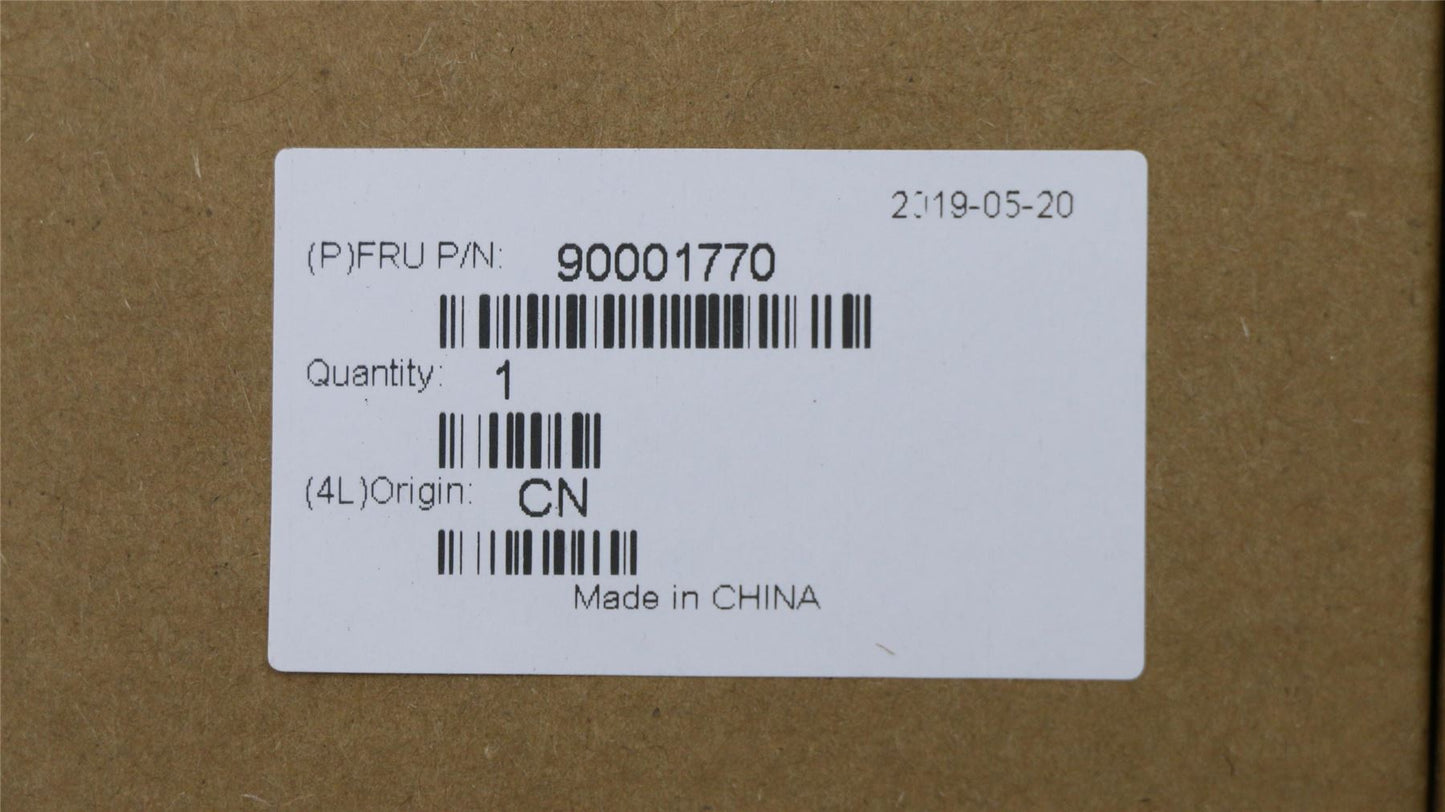 2019-05-20
(P)FRU P/N: 90001770
Quantity: 1
(4L)Origin: CN
Made in CHINA